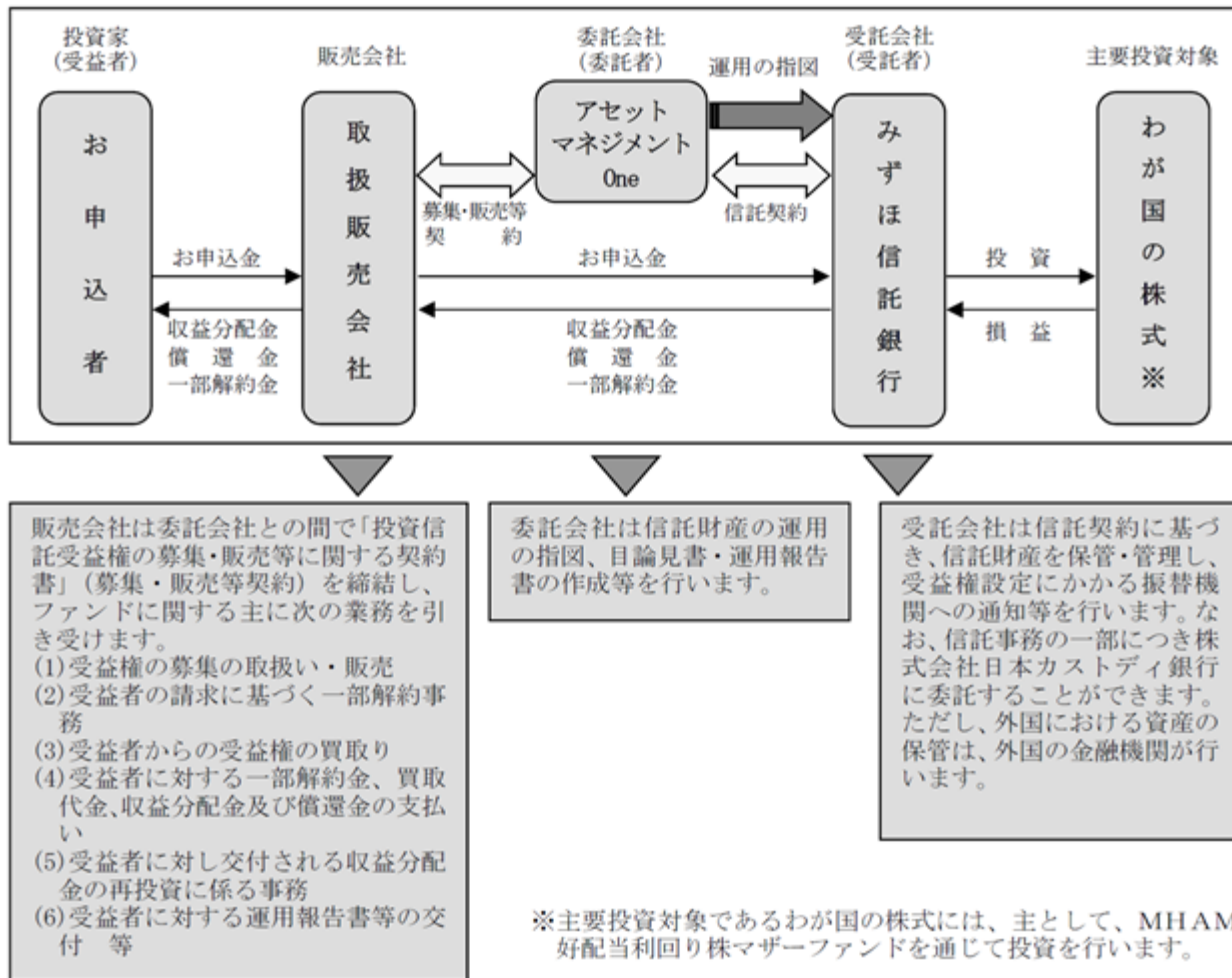 投資家
(受益者)
販売会社
委託会社
(委託者)
運用の指図
受託会社
(受託者)
主要投資対象
お申込者
取扱販売会社
アセット
マネジメント
One
みずほ信託銀行
わが国の株式※
募集・販売等
契　　約
信託契約
お申込金
収益分配金
償　還　金
一部解約金
お申込金
収益分配金
償　還　金
一部解約金
投　資
損　益
販売会社は委託会社との間で「投資信
託受益権の募集・販売等に関する契約
書」（募集・販売等契約）を締結し、
ファンドに関する主に次の業務を引
き受けます。
(1)受益権の募集の取扱い・販売
(2)受益者の請求に基づく一部解約事
務
(3)受益者からの受益権の買取り
(4)受益者に対する一部解約金、買取
代金、収益分配金及び償還金の支払
い
(5)受益者に対し交付される収益分配
金の再投資に係る事務
(6)受益者に対する運用報告書等の交
付　等
委託会社は信託財産の運用
の指図、目論見書・運用報告
書の作成等を行います。
受託会社は信託契約に基づ
き、信託財産を保管・管理し、
受益権設定にかかる振替機
関への通知等を行います。な
お、信託事務の一部につき株
式会社日本カストディ銀行
に委託することができます。
ただし、外国における資産の
保管は、外国の金融機関が行
います。
※主要投資対象であるわが国の株式には、主として、MHAM
好配当利回り株マザーファンドを通じて投資を行います。